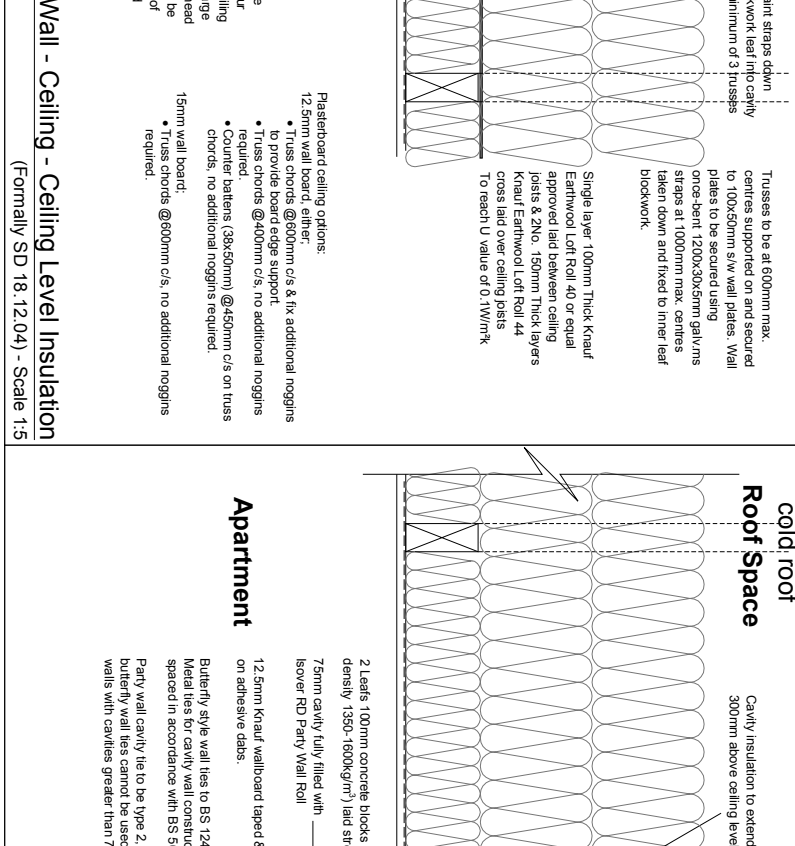 aint straps down
kwork leaf into cavity
inimum of 3 trusses
Trusses to be at 600mm max.
centres supported on and secured
to 100x50mm s/w wall plates. Wall
plates to be secured using
once-bent 1200x30x5mm galv.ms
straps at 1000mm max. centres
taken down and fixed to inner leaf
blockwork.
Single layer 100mm Thick Knauf
Earthwool Loft Roll 40 or equal
approved laid between ceiling
joists & 2No. 150mm Thick layers
Knauf Earthwool Loft Roll 44
cross laid over ceiling joists
To reach U value of 0.1W/m²k
e
ur
iling
arge
ead
be
of
Plasterboard ceiling options:
12.5mm wall board, either;
• Truss chords @600mm c/s & fix additional noggins
to provide board edge support.
• Truss chords @400mm c/s, no additional noggins
required.
• Counter battens (38x50mm) @450mm c/s on truss
chords, no additional noggins required.
15mm wall board;
• Truss chords @600mm c/s, no additional noggins
required.
Wall - Ceiling - Ceiling Level Insulation
(Formally SD 18.12.04) - Scale 1:5
cold roof
Roof Space
Cavity insulation to extend
300mm above ceiling level
Apartment
2 Leafs 100mm concrete blocks
density 1350-1600kg/m³) laid stre
75mm cavity fully filled with
Isover RD Party Wall Roll
12.5mm Knauf wallboard taped &
on adhesive dabs.
Butterfly style wall ties to BS 124
Metal ties for cavity wall construc
spaced in accordance with BS 5
Party wall cavity tie to be type 2,
butterfly wall ties cannot be used
walls with cavities greater than 7